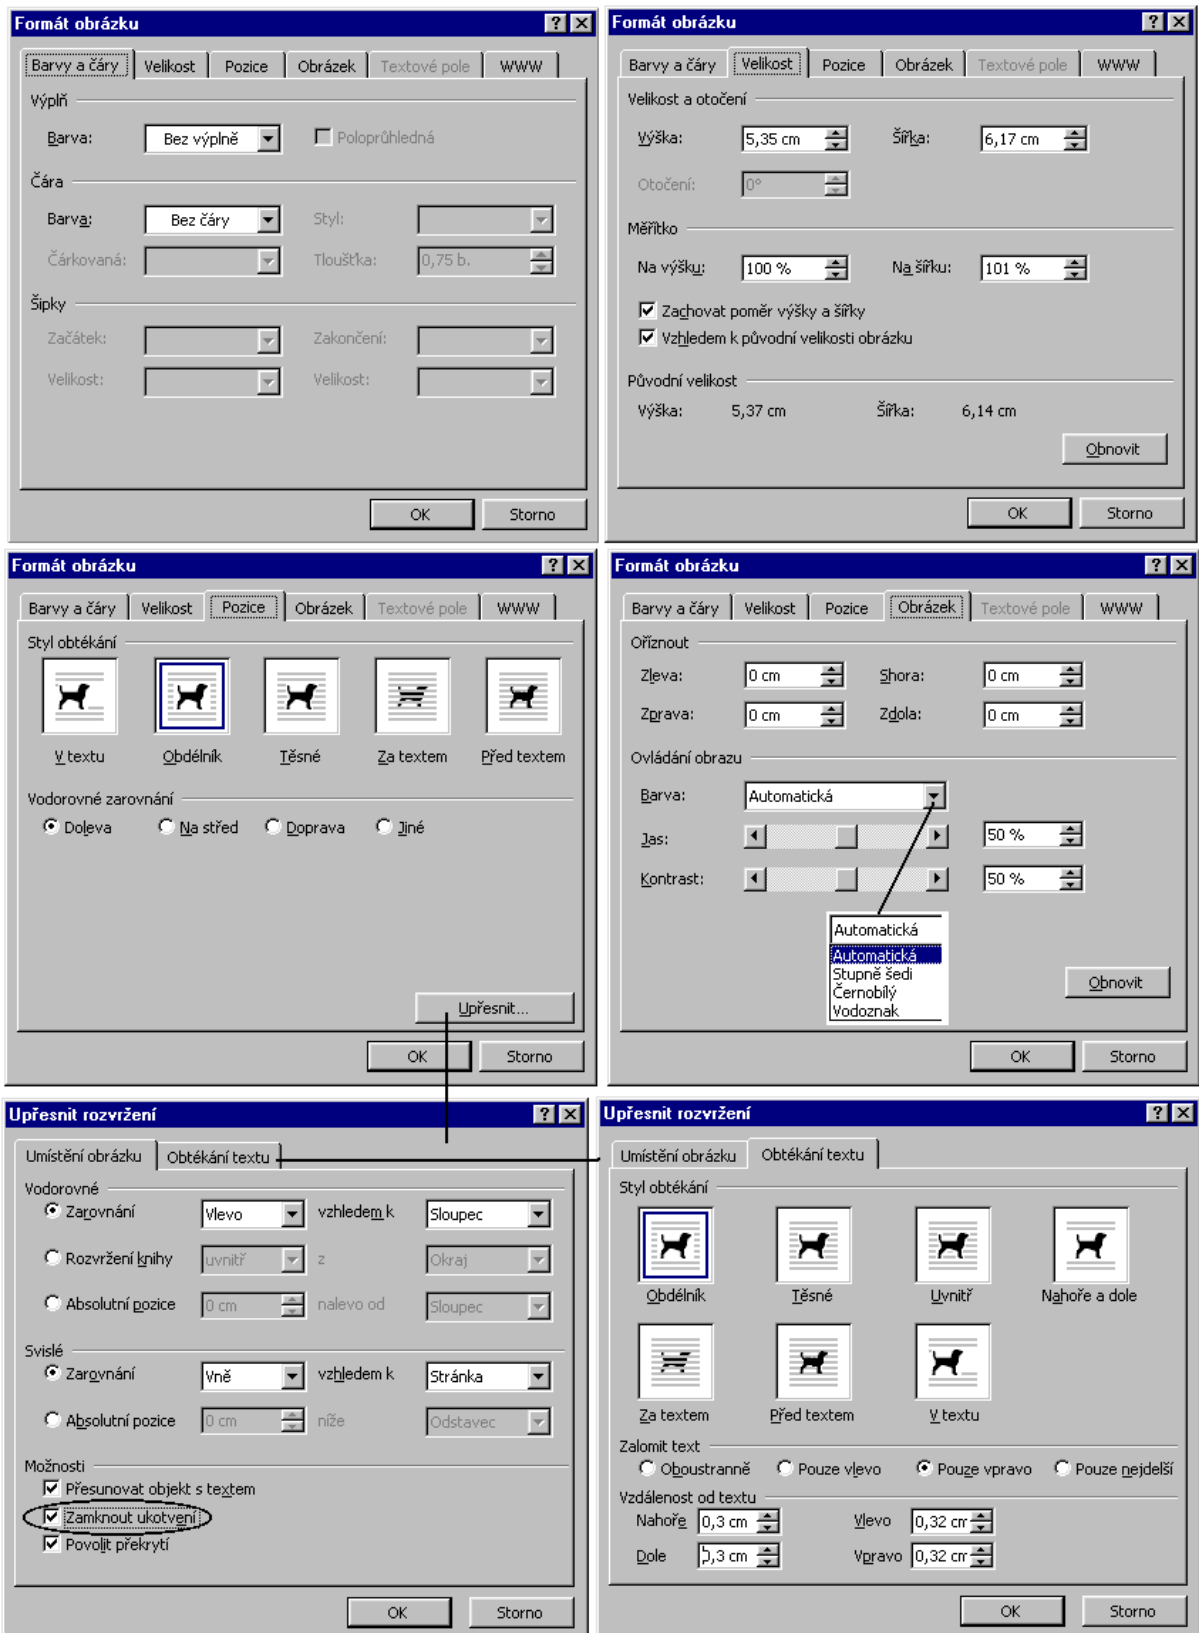 Formát obrázku
Barvy a čáry Velikost Pozice Obrázek Textové pole WWW
Výplň
Barva: Bez výplně Poloprůhledná
Čára
Barva: Bez čáry Styl:
Čárkovaná: Tloušťka: 0,75 b.
Šipky
Začátek: Zakončení:
Velikost: Velikost:
OK Storno
Formát obrázku
Barvy a čáry Velikost Pozice Obrázek Textové pole WWW
Velikost a otočení
Výška: 5,35 cm Šířka: 6,17 cm
Otočení: 0°
Měřítko
Na výšku: 100 % Na šířku: 101 %
Zachovat poměr výšky a šířky
Vzhledem k původní velikosti obrázku
Původní velikost
Výška: 5,37 cm Šířka: 6,14 cm
Obnovit
OK Storno
Formát obrázku
Barvy a čáry Velikost Pozice Obrázek Textové pole WWW
Styl obtékání
V textu Obdélník Těsné Za textem Před textem
Vodorovné zarovnání
Doleva Na střed Doprava Jiné
Upřesnit...
OK Storno
Formát obrázku
Barvy a čáry Velikost Pozice Obrázek Textové pole WWW
Oříznout
Zleva: 0 cm Shora: 0 cm
Zprava: 0 cm Zdola: 0 cm
Ovládání obrazu
Barva: Automatická
Jas: 50 %
Kontrast: 50 %
Automatická
Automatická
Stupně šedi
Černobílý
Vodoznak
Obnovit
OK Storno
Upřesnit rozvržení
Umístění obrázku Obtékání textu
Vodorovné
Zarovnání Vlevo vzhledem k Sloupec
Rozvržení knihy uvnitř z Okraj
Absolutní pozice 0 cm nalevo od Sloupec
Svislé
Zarovnání Vně vzhledem k Stránka
Absolutní pozice 0 cm níže Odstavec
Možnosti
Přesunovat objekt s textem
Zamknout ukotvení
Povolit překrytí
OK Storno
Upřesnit rozvržení
Umístění obrázku Obtékání textu
Styl obtékání
Obdélník Těsné Uvnitř Nahoře a dole
Za textem Před textem V textu
Zalomit text
Oboustranně Pouze vlevo Pouze vpravo Pouze nejdelší
Vzdálenost od textu
Nahoře 0,3 cm Vlevo 0,32 cm
Dole 0,3 cm Vpravo 0,32 cm
OK Storno